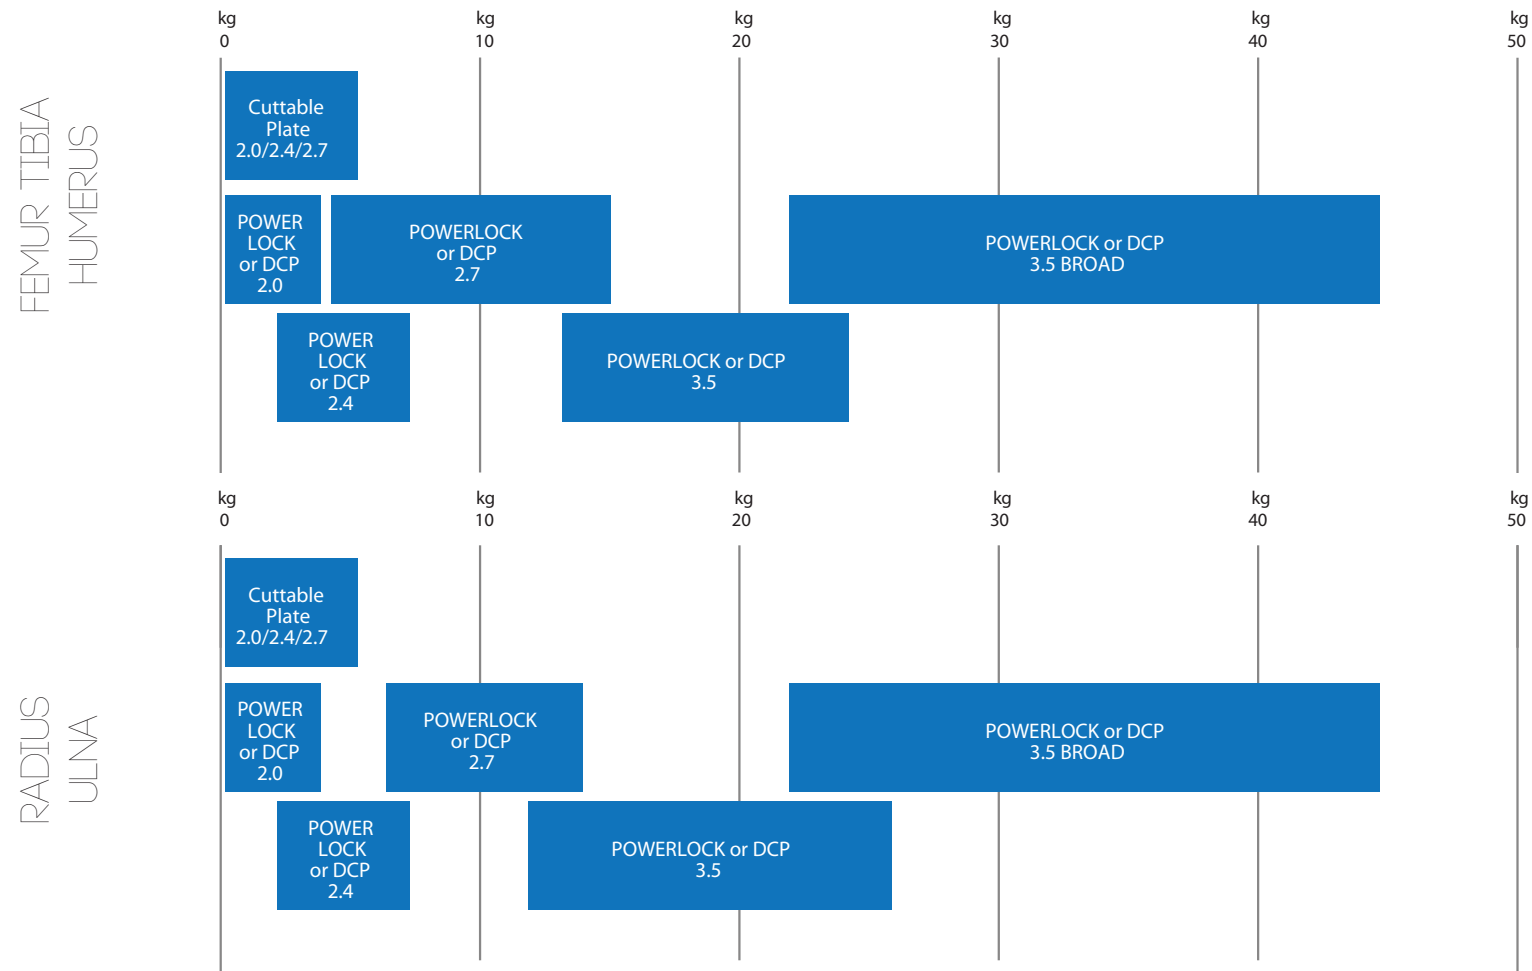 kg kg kg kg kg kg
0 10 20 30 40 50
FEMUR TIBIA
HUMERUS
Cuttable
Plate
2.0/2.4/2.7
POWER
LOCK
or DCP
2.0
POWERLOCK
or DCP
2.7
POWERLOCK or DCP
3.5 BROAD
POWER
LOCK
or DCP
2.4
POWERLOCK or DCP
3.5
kg kg kg kg kg kg
0 10 20 30 40 50
RADIUS
ULNA
Cuttable
Plate
2.0/2.4/2.7
POWER
LOCK
or DCP
2.0
POWERLOCK
or DCP
2.7
POWERLOCK or DCP
3.5 BROAD
POWER
LOCK
or DCP
2.4
POWERLOCK or DCP
3.5